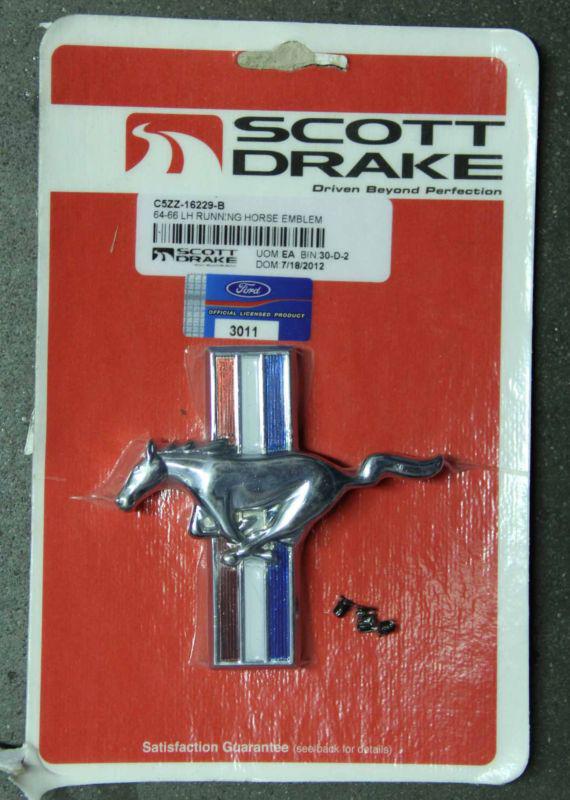 SCOTT
DRAKE
Driven Beyond Perfection
C5ZZ-16229-B
64-66 LH RUNNING HORSE EMBLEM
SCOTT
DRAKE
UOM EA BIN:30-D-2
DOM:7/18/2012
Ford
OFFICIAL LICENSED PRODUCT
3011
Satisfaction Guarantee (see back for details)